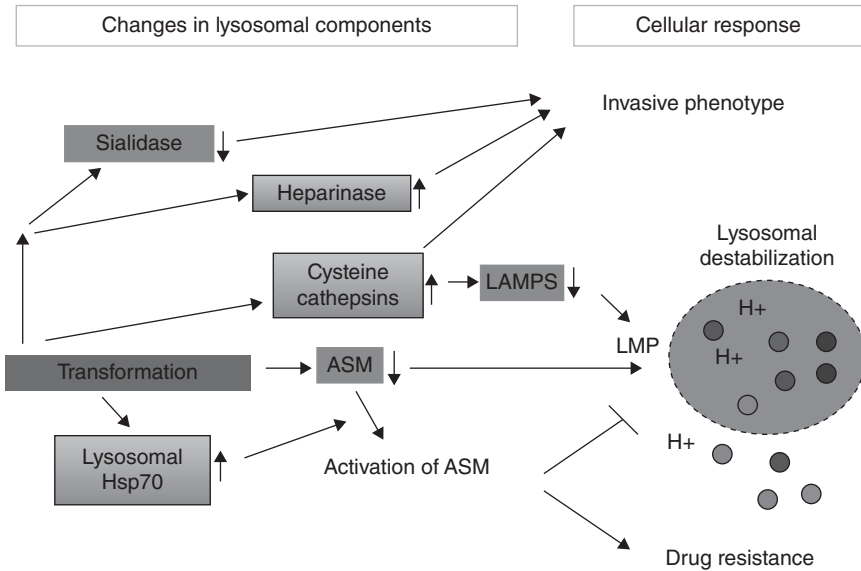 Changes in lysosomal components
Cellular response
Invasive phenotype
Sialidase
Heparinase
Lysosomal
destabilization
Cysteine
cathepsins
LAMPS
H+
LMP
H+
Transformation
ASM
H+
Lysosomal
Hsp70
Activation of ASM
Drug resistance